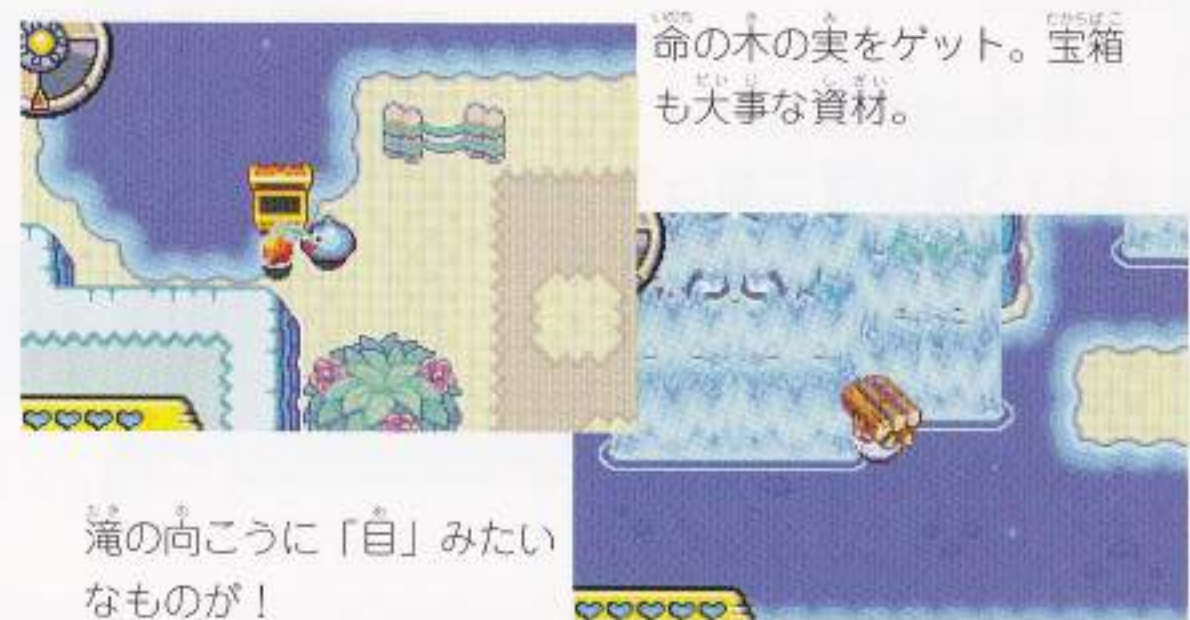 命の木の実をゲット。宝箱
も大事な資材。
滝の向こうに「目」みたい
なものが！